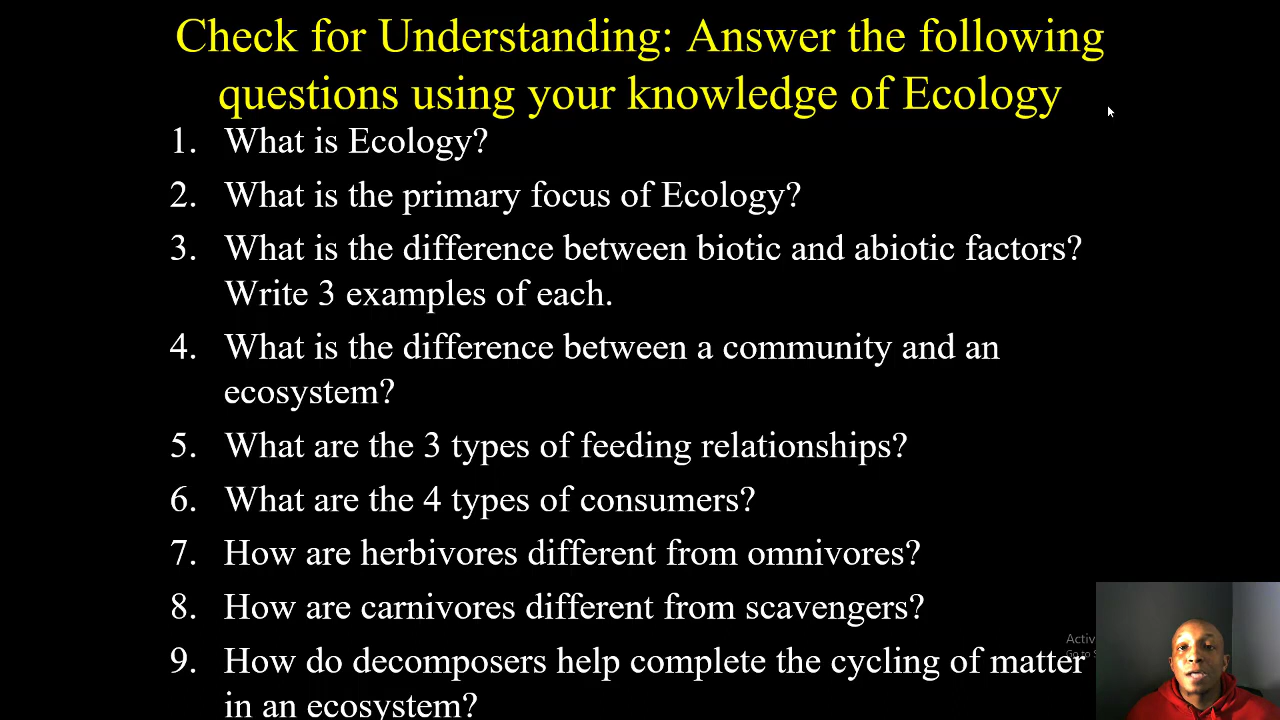 Check for Understanding: Answer the following
questions using your knowledge of Ecology
1. What is Ecology?
2. What is the primary focus of Ecology?
3. What is the difference between biotic and abiotic factors?
Write 3 examples of each.
4. What is the difference between a community and an
ecosystem?
5. What are the 3 types of feeding relationships?
6. What are the 4 types of consumers?
7. How are herbivores different from omnivores?
8. How are carnivores different from scavengers?
Activ
Go to S
9. How do decomposers help complete the cycling of matter
in an ecosystem?